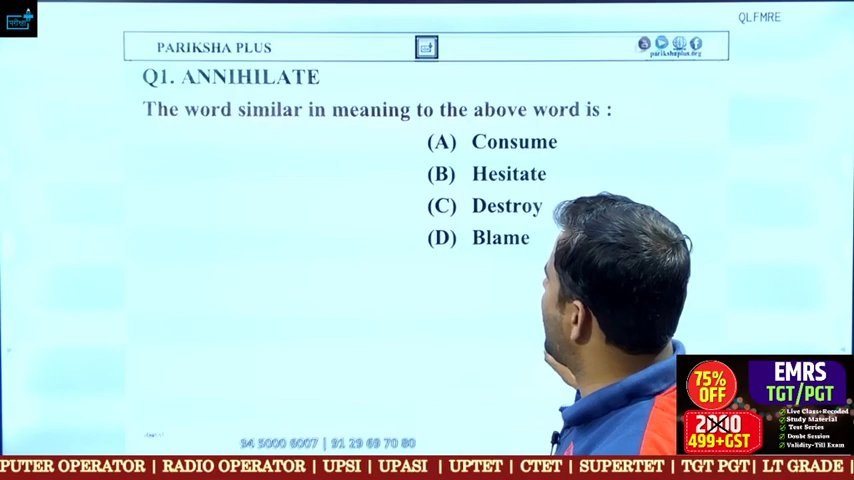 परीक्षा
QLFMRE
PARIKSHA PLUS
parikshaplus.org
Q1. ANNIHILATE
The word similar in meaning to the above word is :
(A) Consume
(B) Hesitate
(C) Destroy
(D) Blame
94 5000 6007 | 91 29 69 70 80
75% OFF
2000
499+GST
EMRS
TGT/PGT
Live Class+Recoded
Study Material
Test Series
Doubt Session
Validity-Till Exam
PUTER OPERATOR | RADIO OPERATOR | UPSI | UPASI | UPTET | CTET | SUPERTET | TGT PGT| LT GRADE |